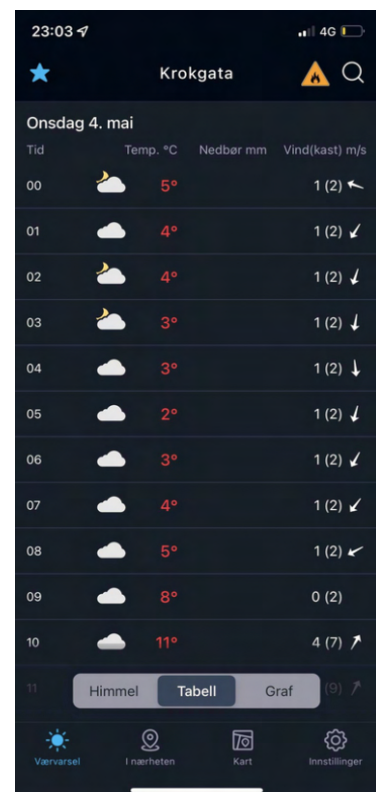 23:03 4G
Krokgata
Onsdag 4. mai
Tid Temp. °C Nedbør mm Vind(kast) m/s
00 5° 1 (2)
01 4° 1 (2)
02 4° 1 (2)
03 3° 1 (2)
04 3° 1 (2)
05 2° 1 (2)
06 3° 1 (2)
07 4° 1 (2)
08 5° 1 (2)
09 8° 0 (2)
10 11° 4 (7)
11 (9)
Himmel Tabell Graf
Værvarsel I nærheten Kart Innstillinger